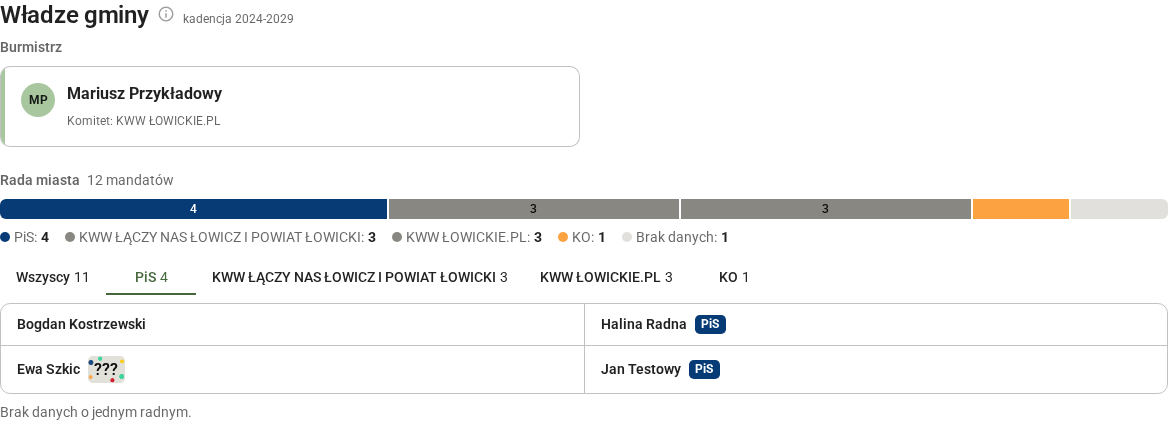 Władze gminy kadencja 2024-2029
Burmistrz
MP
Mariusz Przykładowy
Komitet: KWW ŁOWICKIE.PL
Rada miasta 12 mandatów
4 3 3
PiS: 4 KWW ŁĄCZY NAS ŁOWICZ I POWIAT ŁOWICKI: 3 KWW ŁOWICKIE.PL: 3 KO: 1 Brak danych: 1
Wszyscy 11 PiS 4 KWW ŁĄCZY NAS ŁOWICZ I POWIAT ŁOWICKI 3 KWW ŁOWICKIE.PL 3 KO 1
Bogdan Kostrzewski
Halina Radna PiS
Ewa Szkic ???
Jan Testowy PiS
Brak danych o jednym radnym.